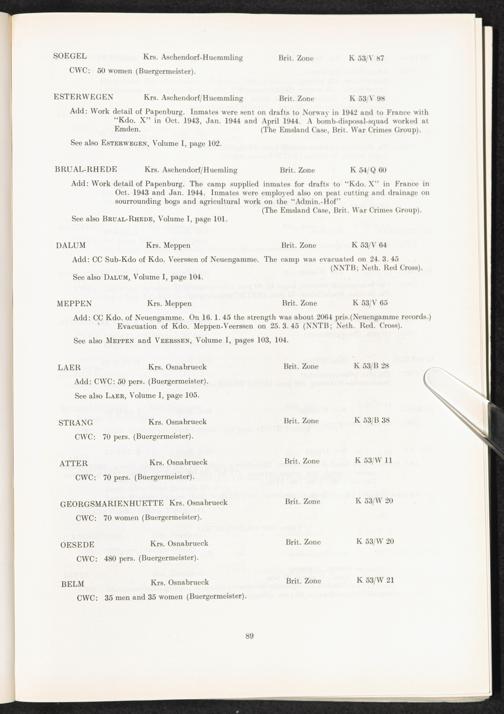 SOEGEL Krs. Aschendorf-Huemmling Brit. Zone K 53/V 87
CWC: 50 women (Buergermeister).
ESTERWEGEN Krs. Aschendorf/Huemmling Brit. Zone K 53/V 98
Add: Work detail of Papenburg. Inmates were sent on drafts to Norway in 1942 and to France with
"Kdo. X" in Oct. 1943, Jan. 1944 and April 1944. A bomb-disposal-squad worked at
Emden. (The Emsland Case, Brit. War Crimes Group).
See also ESTERWEGEN, Volume I, page 102.
BRUAL-RHEDE Krs. Aschendorf/Huemling Brit. Zone K 54/Q 60
Add: Work detail of Papenburg. The camp supplied inmates for drafts to "Kdo. X" in France in
Oct. 1943 and Jan. 1944. Inmates were employed also on peat cutting and drainage on
sourrounding bogs and agricultural work on the "Admin.-Hof"
(The Emsland Case, Brit. War Crimes Group).
See also BRUAL-RHEDE, Volume I, page 101.
DALUM Krs. Meppen Brit. Zone K 53/V 64
Add: CC Sub-Kdo of Kdo. Veerssen of Neuengamme. The camp was evacuated on 24. 3. 45
(NNTB; Neth. Red Cross).
See also DALUM, Volume I, page 104.
MEPPEN Krs. Meppen Brit. Zone K 53/V 65
Add: CC Kdo. of Neuengamme. On 16. 1. 45 the strength was about 2064 pris.(Neuengamme records.)
Evacuation of Kdo. Meppen-Veerssen on 25. 3. 45 (NNTB; Neth. Red. Cross).
See also MEPPEN and VEERSSEN, Volume I, pages 103, 104.
LAER Krs. Osnabrueck Brit. Zone K 53/B 28
Add: CWC: 50 pers. (Buergermeister).
See also LAER, Volume I, page 105.
STRANG Krs. Osnabrueck Brit. Zone K 53/B 38
CWC: 70 pers. (Buergermeister).
ATTER Krs. Osnabrueck Brit. Zone K 53/W 11
CWC: 70 pers. (Buergermeister).
GEORGSMARIENHUETTE Krs. Osnabrueck Brit. Zone K 53/W 20
CWC: 70 women (Buergermeister).
OESEDE Krs. Osnabrueck Brit. Zone K 53/W 20
CWC: 480 pers. (Buergermeister).
BELM Krs. Osnabrueck Brit. Zone K 53/W 21
CWC: 35 men and 35 women (Buergermeister).
89